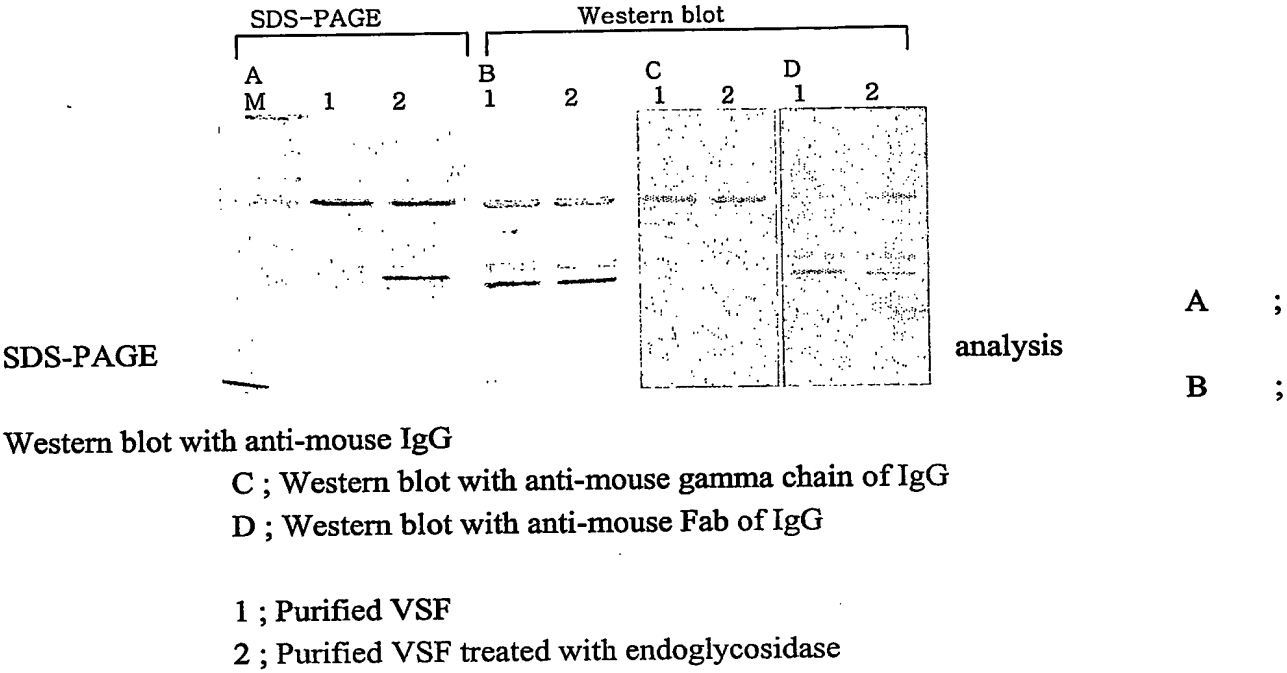 SDS-PAGE Western blot
A B C D
M 1 2 1 2 1 2 1 2
A ;
SDS-PAGE analysis
B ;
Western blot with anti-mouse IgG
C ; Western blot with anti-mouse gamma chain of IgG
D ; Western blot with anti-mouse Fab of IgG
1 ; Purified VSF
2 ; Purified VSF treated with endoglycosidase